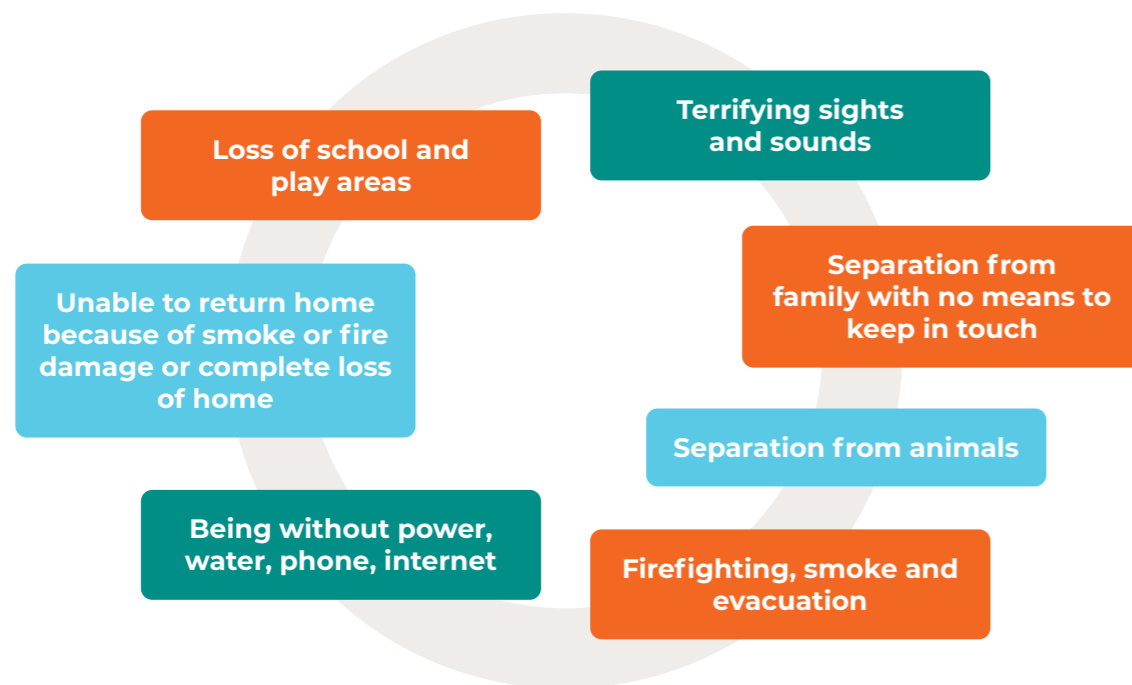 Terrifying sights
and sounds
Separation from
family with no means to
keep in touch
Separation from animals
Firefighting, smoke and
evacuation
Being without power,
water, phone, internet
Unable to return home
because of smoke or fire
damage or complete loss
of home
Loss of school and
play areas